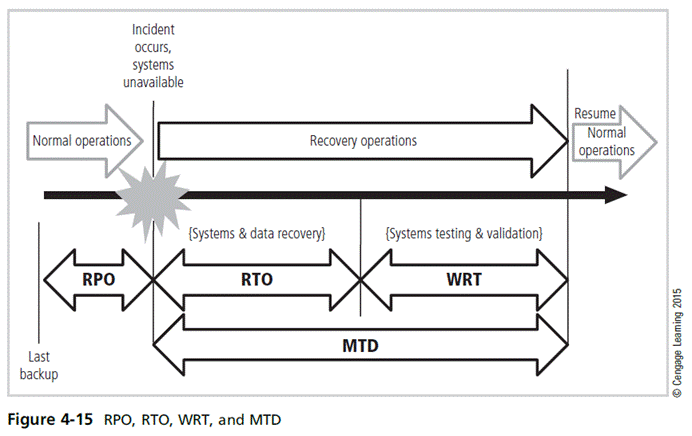 Incident
occurs,
systems
unavailable
Normal operations
Recovery operations
Resume
Normal
operations
{Systems & data recovery}
{Systems testing & validation}
RPO
RTO
WRT
MTD
Last
backup
© Cengage Learning 2015
Figure 4-15 RPO, RTO, WRT, and MTD